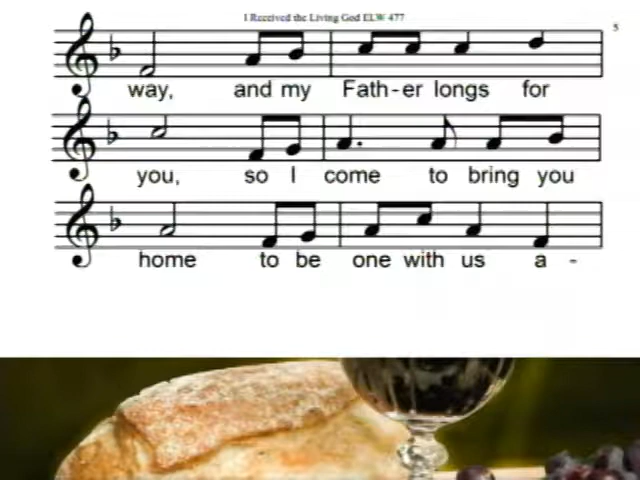 I Received the Living God ELW 477
5
way, and my Fath-er longs for
you, so I come to bring you
home to be one with us a -